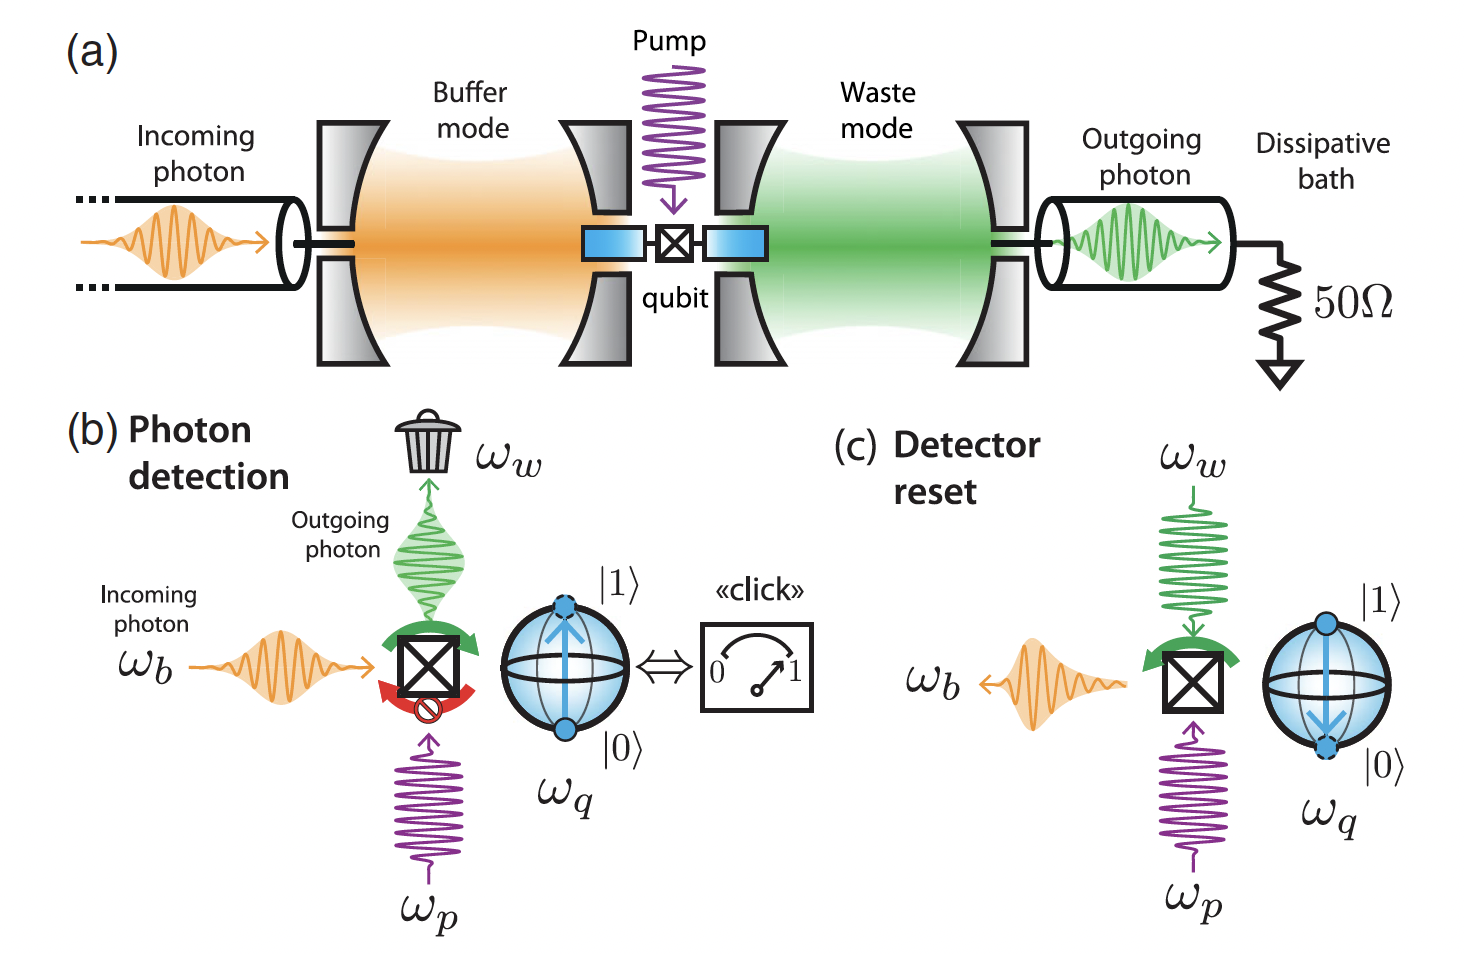 (a)
Pump
Buffer
mode
Waste
mode
Incoming
photon
Outgoing
photon
Dissipative
bath
qubit
50Ω
(b) Photon
detection
ω_w
Outgoing
photon
Incoming
photon
ω_b
|1⟩
|0⟩
ω_q
«click»
0 1
ω_p
(c) Detector
reset
ω_w
ω_b
|1⟩
|0⟩
ω_q
ω_p